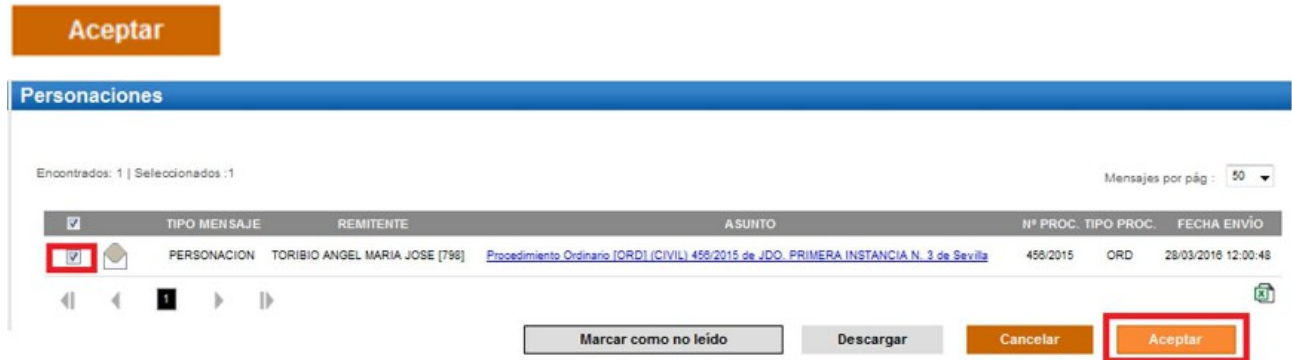 Aceptar
Personaciones
Encontrados: 1 | Seleccionados :1
Mensajes por pág : 50
TIPO MENSAJE REMITENTE ASUNTO Nº PROC. TIPO PROC. FECHA ENVÍO
PERSONACION TORIBIO ANGEL MARIA JOSE [798] Procedimiento Ordinario [ORD] (CIVIL) 456/2015 de JDO. PRIMERA INSTANCIA N. 3 de Sevilla 456/2015 ORD 28/03/2016 12:00:48
1
Marcar como no leído Descargar Cancelar Aceptar